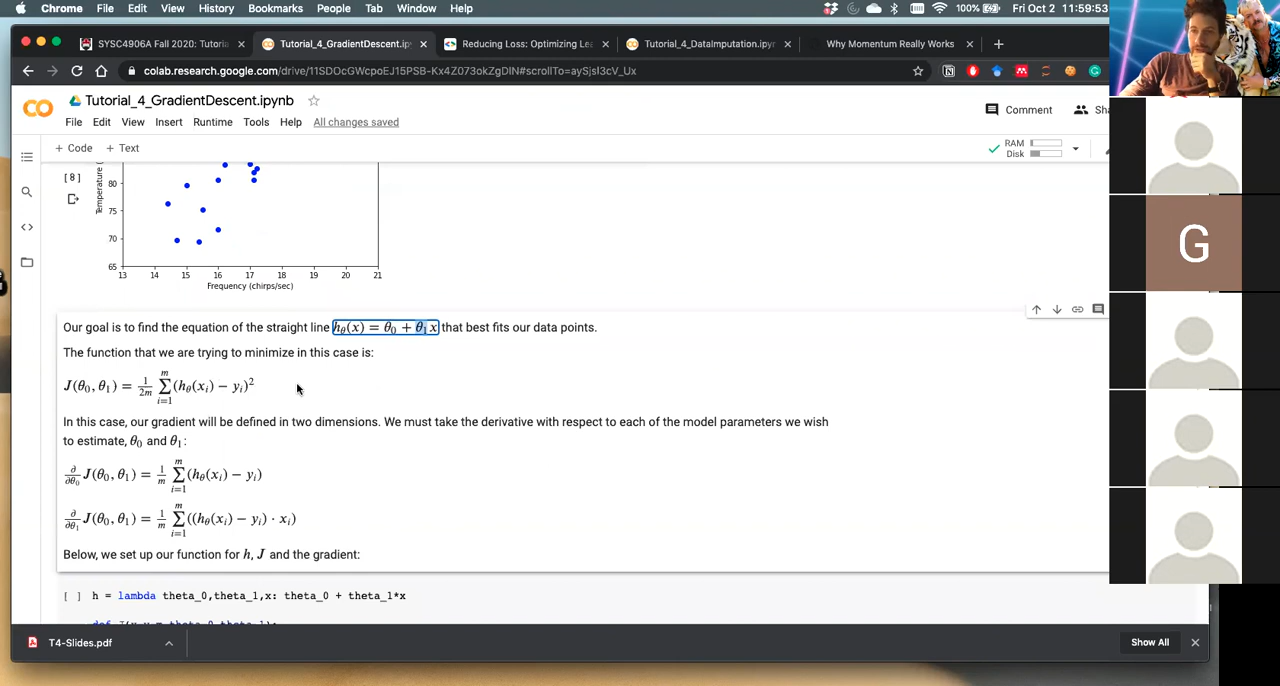 Chrome File Edit View History Bookmarks People Tab Window Help 100% Fri Oct 2 11:59:53
SYSC4906A Fall 2020: Tutoria Tutorial_4_GradientDescent.ip Reducing Loss: Optimizing Le Tutorial_4_DataImputation.ipyn Why Momentum Really Works
colab.research.google.com/drive/11SDOcGWcpoEJ15PSB-Kx4Z073okZgDIN#scrollTo=aySjsI3cV_Ux
Tutorial_4_GradientDescent.ipynb
Comment Sha
File Edit View Insert Runtime Tools Help All changes saved
+ Code + Text RAM Disk
[8]
Temperature (
80
75
70
65
13 14 15 16 17 18 19 20 21
Frequency (chirps/sec)
G
Our goal is to find the equation of the straight line hθ(x) = θ0 + θ1x that best fits our data points.
The function that we are trying to minimize in this case is:
J(θ0, θ1) = 1/2m ∑i=1^m (hθ(xi) − yi)²
In this case, our gradient will be defined in two dimensions. We must take the derivative with respect to each of the model parameters we wish
to estimate, θ0 and θ1:
∂/∂θ0 J(θ0, θ1) = 1/m ∑i=1^m (hθ(xi) − yi)
∂/∂θ1 J(θ0, θ1) = 1/m ∑i=1^m ((hθ(xi) − yi) · xi)
Below, we set up our function for h, J and the gradient:
[ ] h = lambda theta_0,theta_1,x: theta_0 + theta_1*x
T4-Slides.pdf Show All